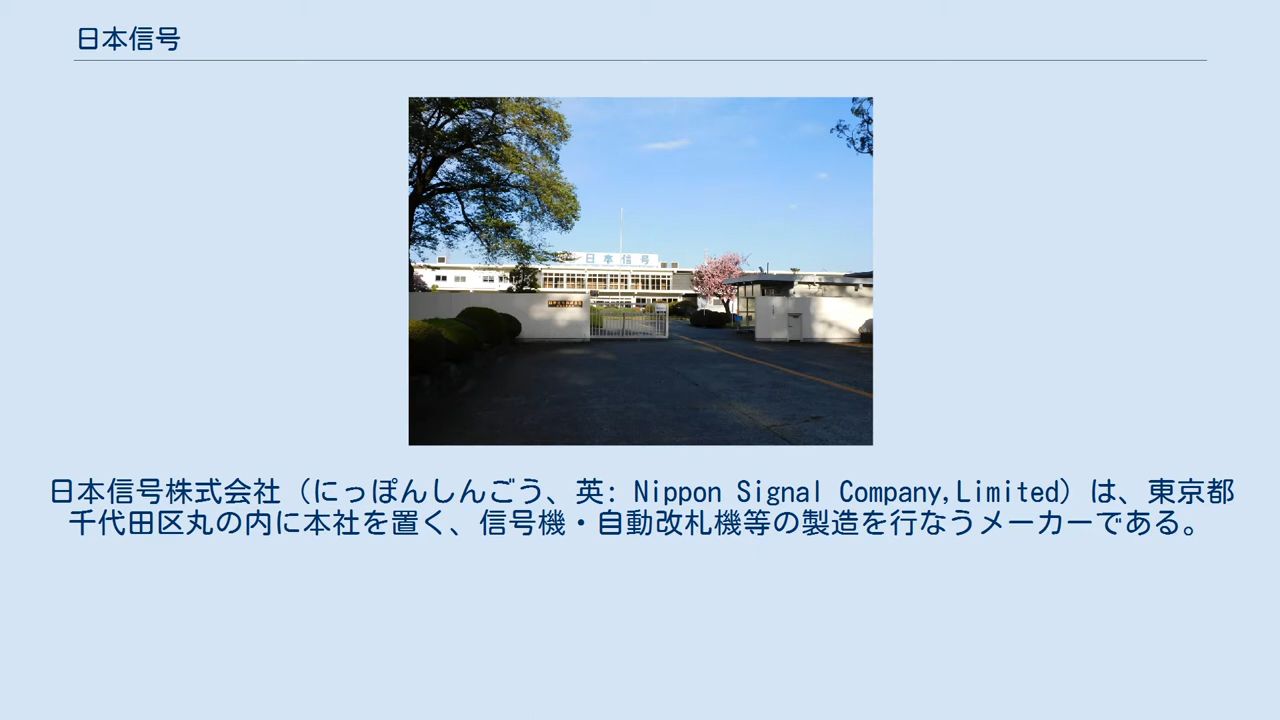 日本信号
日本信号
日本信号株式会社（にっぽんしんごう、英: Nippon Signal Company,Limited）は、東京都
千代田区丸の内に本社を置く、信号機・自動改札機等の製造を行なうメーカーである。